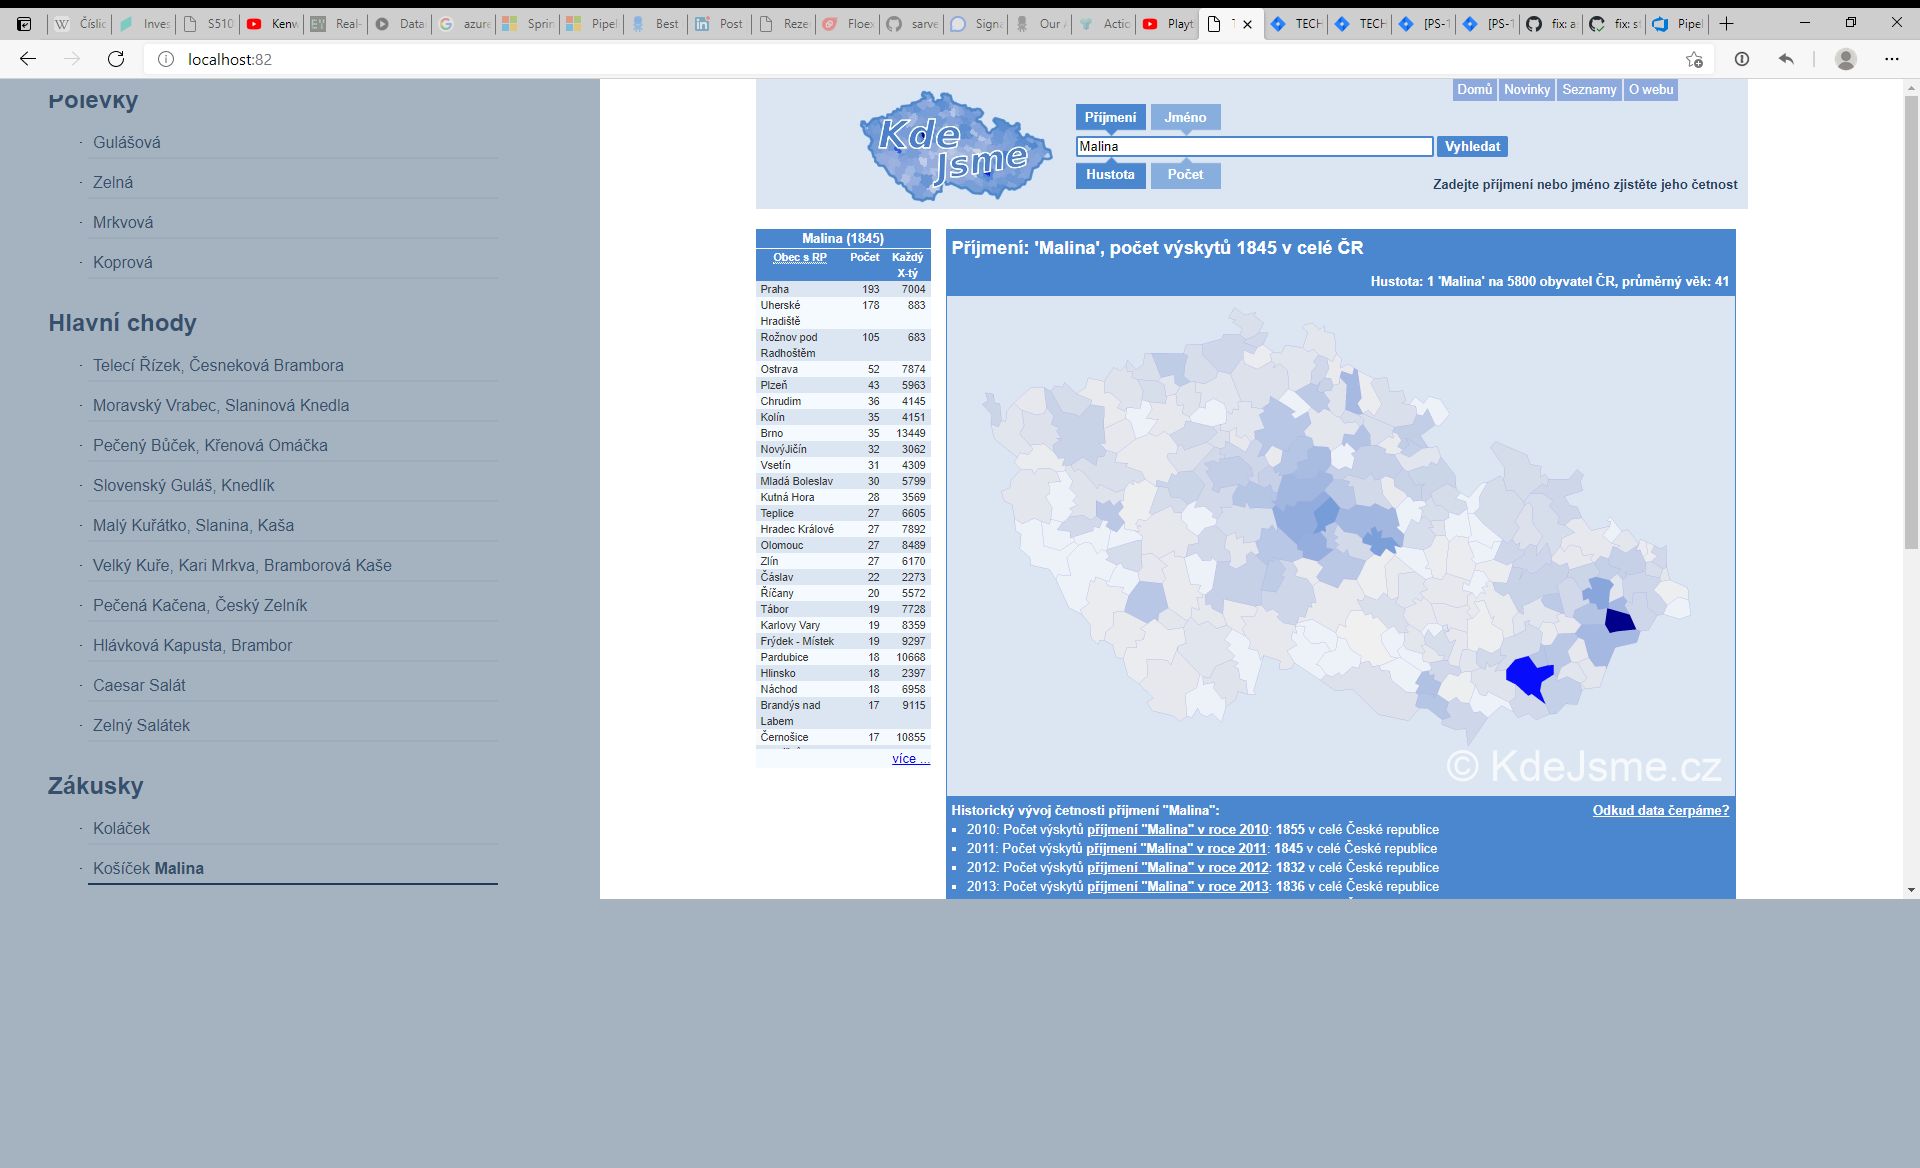 Číslic
Inves
S510
Kenw
Real-
Data
azure
Sprin
Pipel
Best
Post
Reze
Floex
sarve
Signa
Our A
Actic
Playt
TECH
TECH
[PS-1
[PS-1
fix: a
fix: s
Pipel
localhost:82
Polévky
· Gulášová
· Zelná
· Mrkvová
· Koprová
Hlavní chody
· Telecí Řízek, Česneková Brambora
· Moravský Vrabec, Slaninová Knedla
· Pečený Bůček, Křenová Omáčka
· Slovenský Guláš, Knedlík
· Malý Kuřátko, Slanina, Kaša
· Velký Kuře, Kari Mrkva, Bramborová Kaše
· Pečená Kačena, Český Zelník
· Hlávková Kapusta, Brambor
· Caesar Salát
· Zelný Salátek
Zákusky
· Koláček
· Košíček Malina
Domů Novinky Seznamy O webu
Kde
Jsme
Příjmení Jméno
Malina Vyhledat
Hustota Počet
Zadejte příjmení nebo jméno zjistěte jeho četnost
Malina (1845)
Obec s RP Počet Každý
X-tý
Praha 193 7004
Uherské 178 883
Hradiště
Rožnov pod 105 683
Radhoštěm
Ostrava 52 7874
Plzeň 43 5963
Chrudim 36 4145
Kolín 35 4151
Brno 35 13449
NovýJičín 32 3062
Vsetín 31 4309
Mladá Boleslav 30 5799
Kutná Hora 28 3569
Teplice 27 6605
Hradec Králové 27 7892
Olomouc 27 8489
Zlín 27 6170
Čáslav 22 2273
Říčany 20 5572
Tábor 19 7728
Karlovy Vary 19 8359
Frýdek - Místek 19 9297
Pardubice 18 10668
Hlinsko 18 2397
Náchod 18 6958
Brandýs nad 17 9115
Labem
Černošice 17 10855
více ...
Příjmení: 'Malina', počet výskytů 1845 v celé ČR
Hustota: 1 'Malina' na 5800 obyvatel ČR, průměrný věk: 41
© KdeJsme.cz
Historický vývoj četnosti příjmení "Malina": Odkud data čerpáme?
▪ 2010: Počet výskytů příjmení "Malina" v roce 2010: 1855 v celé České republice
▪ 2011: Počet výskytů příjmení "Malina" v roce 2011: 1845 v celé České republice
▪ 2012: Počet výskytů příjmení "Malina" v roce 2012: 1832 v celé České republice
▪ 2013: Počet výskytů příjmení "Malina" v roce 2013: 1836 v celé České republice